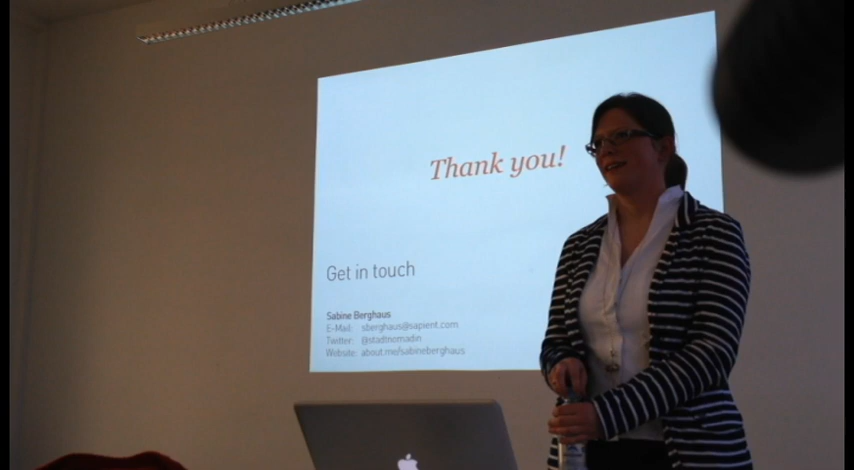 Thank you!
Get in touch
Sabine Berghaus
E-Mail: sberghaus@sapient.com
Twitter: @stadtnomadin
Website: about.me/sabineberghaus